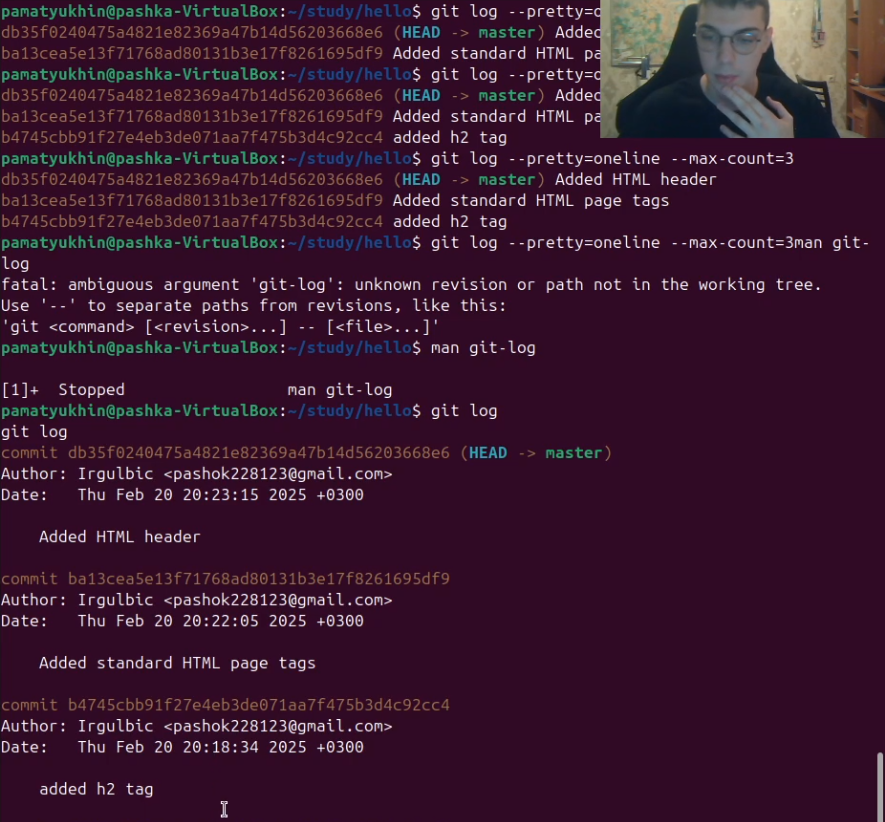 pamatyukhin@pashka-VirtualBox:~/study/hello$ git log --pretty=o
db35f0240475a4821e82369a47b14d56203668e6 (HEAD -> master) Added
ba13cea5e13f71768ad80131b3e17f8261695df9 Added standard HTML pa
pamatyukhin@pashka-VirtualBox:~/study/hello$ git log --pretty=o
db35f0240475a4821e82369a47b14d56203668e6 (HEAD -> master) Added
ba13cea5e13f71768ad80131b3e17f8261695df9 Added standard HTML pa
b4745cbb91f27e4eb3de071aa7f475b3d4c92cc4 added h2 tag
pamatyukhin@pashka-VirtualBox:~/study/hello$ git log --pretty=oneline --max-count=3
db35f0240475a4821e82369a47b14d56203668e6 (HEAD -> master) Added HTML header
ba13cea5e13f71768ad80131b3e17f8261695df9 Added standard HTML page tags
b4745cbb91f27e4eb3de071aa7f475b3d4c92cc4 added h2 tag
pamatyukhin@pashka-VirtualBox:~/study/hello$ git log --pretty=oneline --max-count=3man git-
log
fatal: ambiguous argument 'git-log': unknown revision or path not in the working tree.
Use '--' to separate paths from revisions, like this:
'git <command> [<revision>...] -- [<file>...]'
pamatyukhin@pashka-VirtualBox:~/study/hello$ man git-log
[1]+  Stopped                 man git-log
pamatyukhin@pashka-VirtualBox:~/study/hello$ git log
git log
commit db35f0240475a4821e82369a47b14d56203668e6 (HEAD -> master)
Author: Irgulbic <pashok228123@gmail.com>
Date:   Thu Feb 20 20:23:15 2025 +0300
Added HTML header
commit ba13cea5e13f71768ad80131b3e17f8261695df9
Author: Irgulbic <pashok228123@gmail.com>
Date:   Thu Feb 20 20:22:05 2025 +0300
Added standard HTML page tags
commit b4745cbb91f27e4eb3de071aa7f475b3d4c92cc4
Author: Irgulbic <pashok228123@gmail.com>
Date:   Thu Feb 20 20:18:34 2025 +0300
added h2 tag